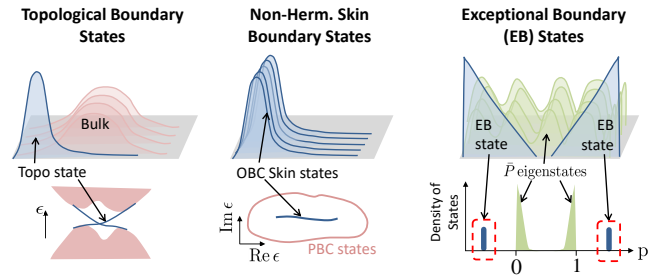 Topological Boundary
States
Bulk
Topo state
ϵ
Non-Herm. Skin
Boundary States
OBC Skin states
Im ϵ
Re ϵ
PBC states
Exceptional Boundary
(EB) States
EB
state
EB
state
P̄ eigenstates
Density of
States
0
1
p